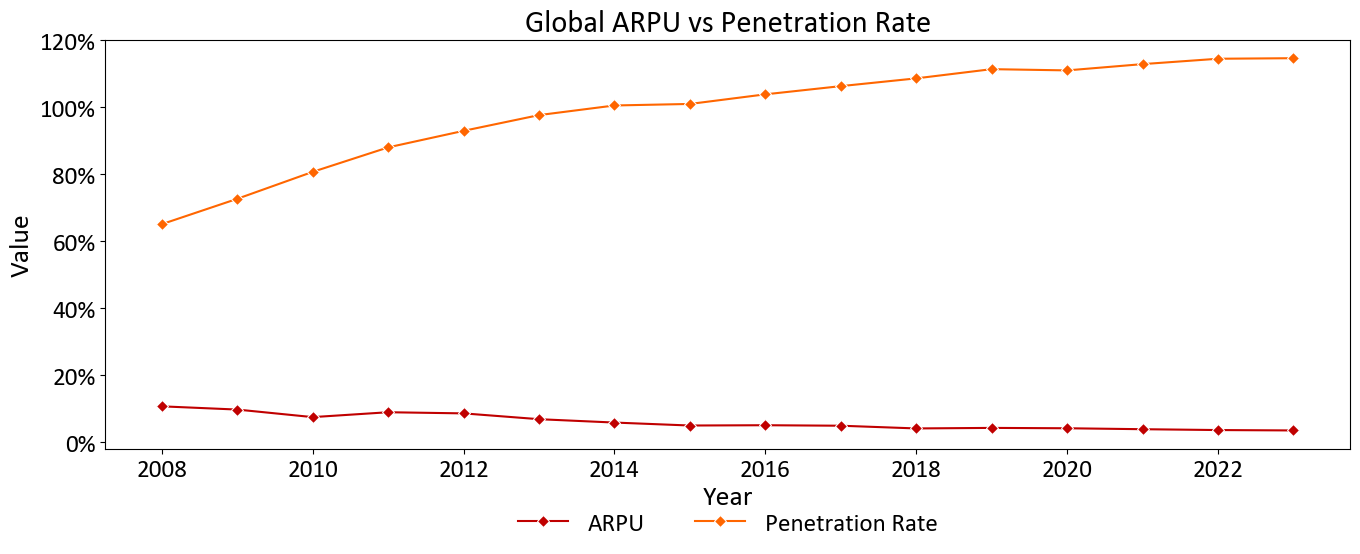 Global ARPU vs Penetration Rate
120%
100%
80%
60%
40%
20%
0%
Value
2008 2010 2012 2014 2016 2018 2020 2022
Year
ARPU Penetration Rate